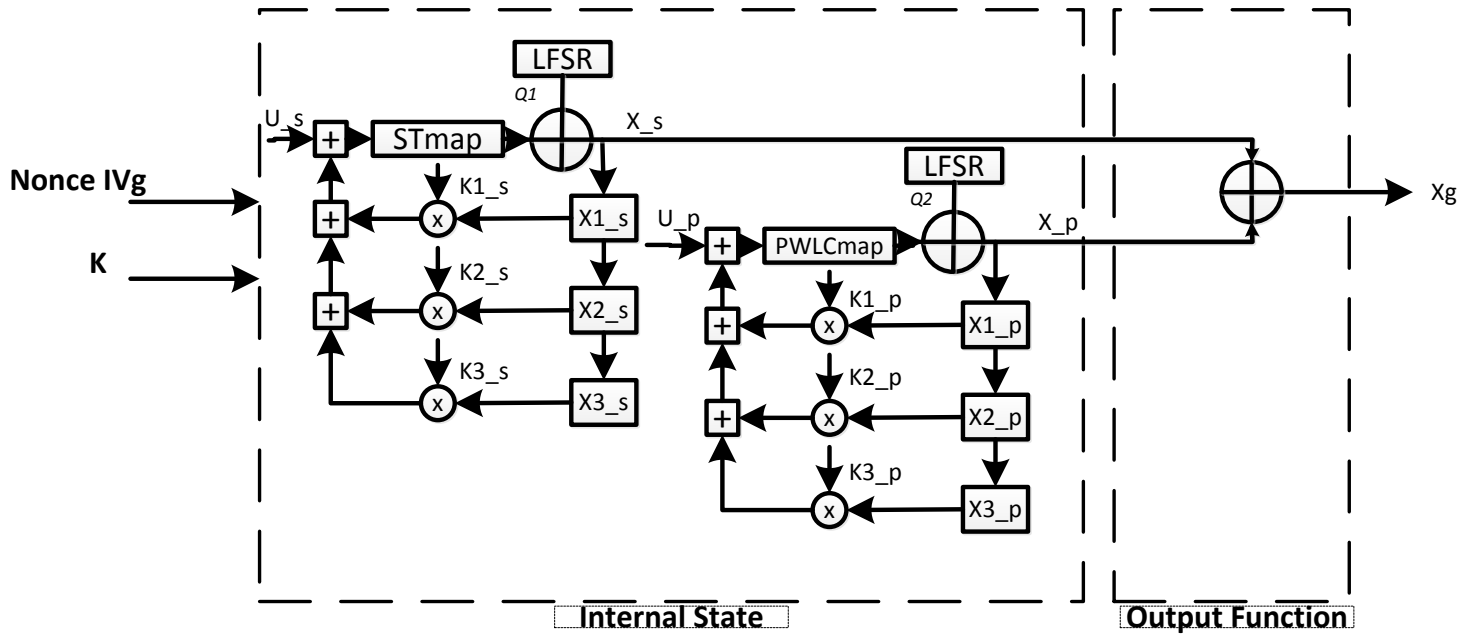 LFSR
Q1
U_s
+
STmap
X_s
LFSR
Nonce IVg
K1_s
Q2
Xg
+
x
X1_s
U_p
X_p
+
PWLCmap
K
K2_s
+
x
X2_s
K1_p
+
x
X1_p
K3_s
x
X3_s
K2_p
+
x
X2_p
K3_p
x
X3_p
Internal State
Output Function